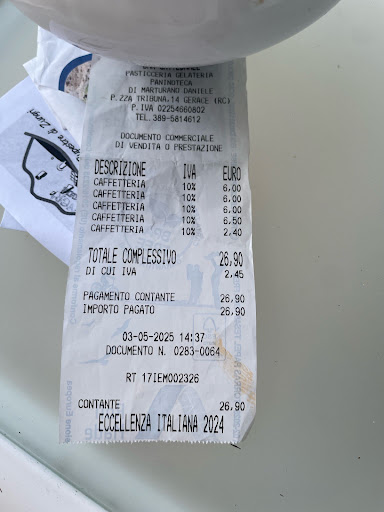 PASTICCERIA GELATERIA
PANINOTECA
DI MARTURANO DANIELE
P.ZZA TRIBUNA,14 GERACE (RC)
P.IVA 02254660802
TEL.389-5814612
DOCUMENTO COMMERCIALE
DI VENDITA O PRESTAZIONE
DESCRIZIONE IVA EURO
CAFFETTERIA 10% 6,00
CAFFETTERIA 10% 6,00
CAFFETTERIA 10% 6,00
CAFFETTERIA 10% 6,50
CAFFETTERIA 10% 2,40
TOTALE COMPLESSIVO 26,90
DI CUI IVA 2,45
PAGAMENTO CONTANTE 26,90
IMPORTO PAGATO 26,90
03-05-2025 14:37
DOCUMENTO N. 0283-0064
RT 17IEM002326
CONTANTE 26,90
ECCELLENZA ITALIANA 2024